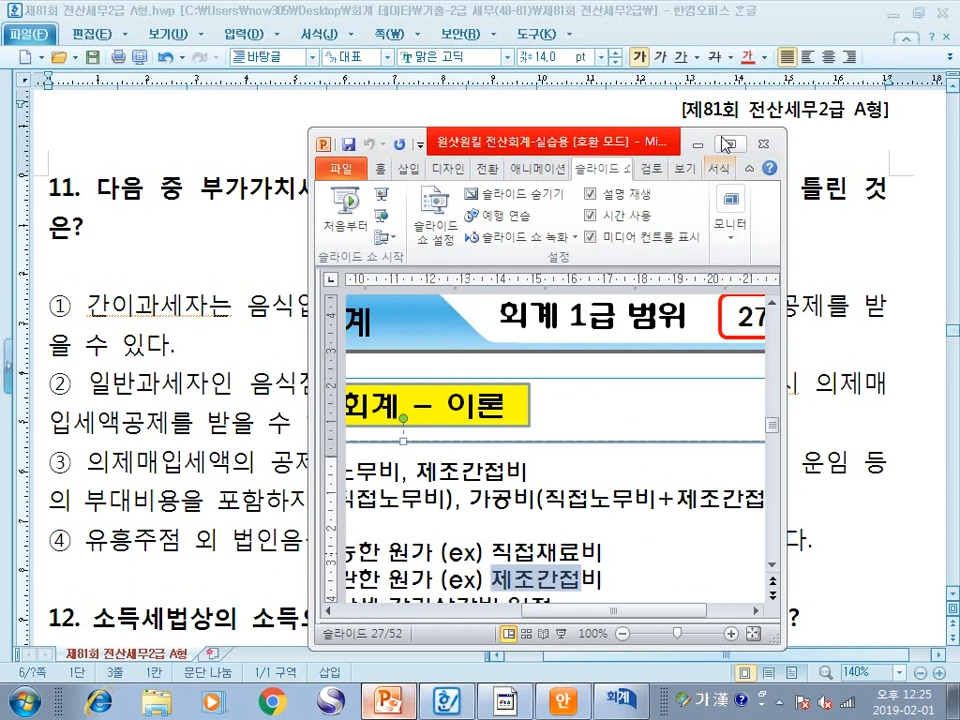 제81회 전산세무2급 A형.hwp [C:\Users\now305\Desktop\회계 데미타\기출-2급 세무(48-81)\제81회 전산세무2급\] - 한컴오피스 한글
파일(F) 편집(E) 보기(U) 입력(D) 서식(J) 쪽(W) 보안(R) 도구(K)
바탕글 대표 맑은 고딕 14.0 pt 가 가 가 가 가
[제81회 전산세무2급 A형]
11. 다음 중 부가가치세 틀린 것
은?
① 간이과세자는 음식업 공제를 받
을 수 있다.
② 일반과세자인 음식점 시 의제매
입세액공제를 받을 수
③ 의제매입세액의 공제 운임 등
의 부대비용을 포함하지
④ 유흥주점 외 법인음 다.
12. 소득세법상의 소득요 ?
원샷원킬 전산회계-실습용 [호환 모드] - Mi...
파일 홈 삽입 디자인 전환 애니메이션 슬라이드 쇼 검토 보기 서식
처음부터
슬라이드 쇼 시작
슬라이드 쇼 설정
슬라이드 숨기기
예행 연습
슬라이드 쇼 녹화
설명 재생
시간 사용
미디어 컨트롤 표시
설정
모니터
계 회계 1급 범위 27
회계 – 이론
노무비, 제조간접비
직접노무비), 가공비(직접노무비+제조간접
능한 원가 (ex) 직접재료비
한 원가 (ex) 제조간접비
슬라이드 27/52 100%
제81회 전산세무2급 A형
6/?쪽 1단 3줄 1칸 문단 나눔 1/1 구역 삽입 140%
안 회계 가 漢 오후 12:25
2019-02-01